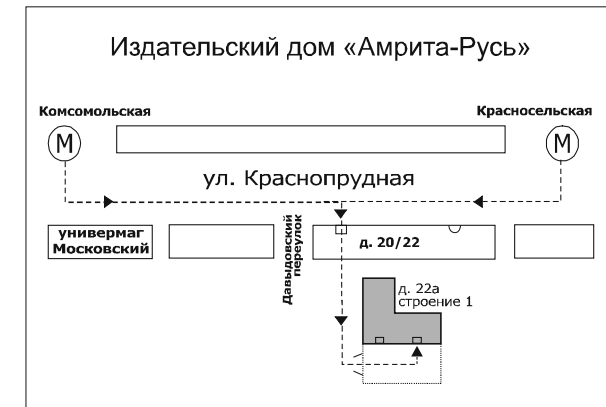 Издательский дом «Амрита-Русь»
Комсомольская
Красносельская
М
М
ул. Краснопрудная
универмаг
Московский
Давыдовский
переулок
д. 20/22
д. 22а
строение 1